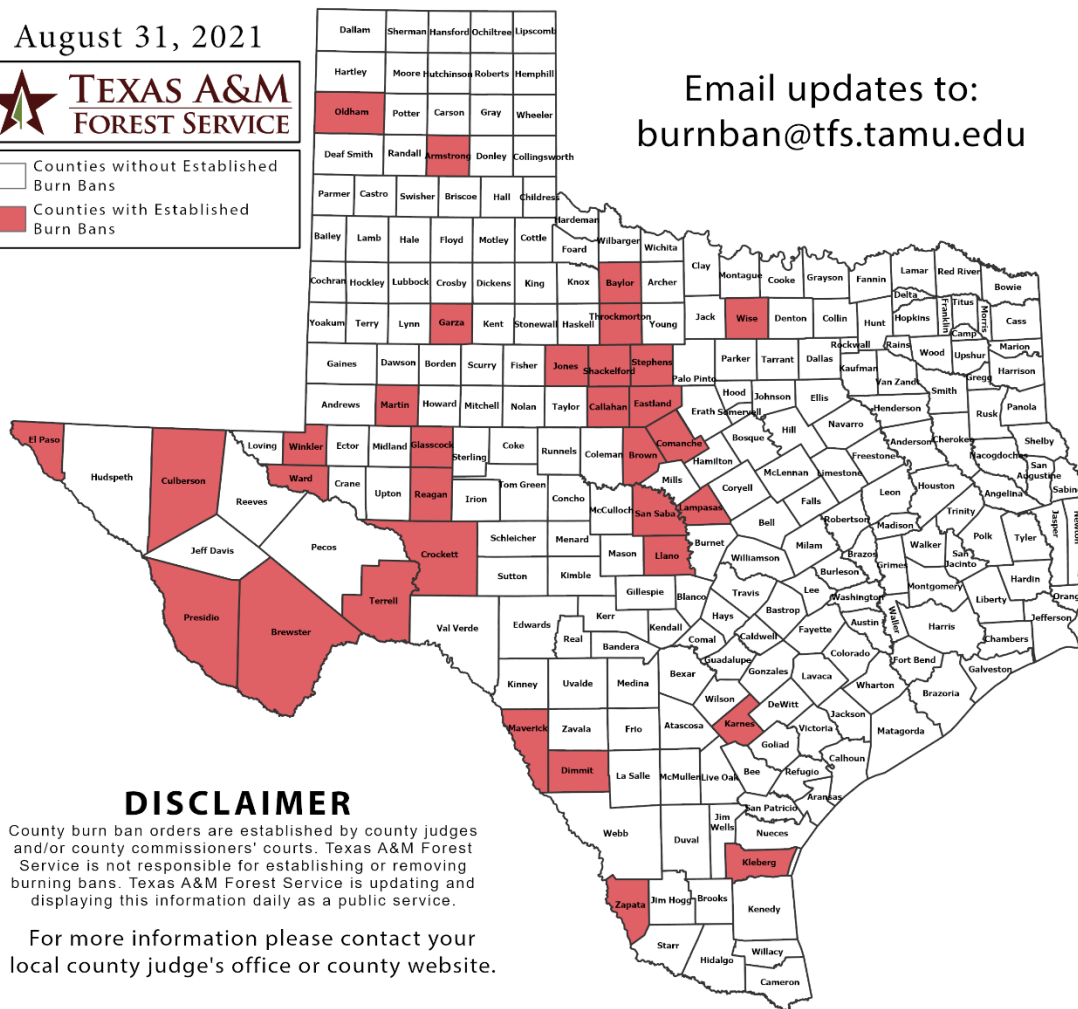 August 31, 2021
TEXAS A&M
FOREST SERVICE
Counties without Established
Burn Bans
Counties with Established
Burn Bans
Email updates to:
burnban@tfs.tamu.edu
Dallam Sherman Hansford Ochiltree Lipscomb
Hartley Moore Hutchinson Roberts Hemphill
Oldham Potter Carson Gray Wheeler
Deaf Smith Randall Armstrong Donley Collingsworth
Parmer Castro Swisher Briscoe Hall Childress
Hardeman
Bailey Lamb Hale Floyd Motley Cottle Foard Wilbarger Wichita
Clay Montague Cooke Grayson Fannin Lamar Red River Bowie
Cochran Hockley Lubbock Crosby Dickens King Knox Baylor Archer
Delta Titus Franklin Morris Hopkins Camp Cass
Yoakum Terry Lynn Garza Kent Stonewall Haskell Throckmorton Young Jack Wise Denton Collin Hunt
Rockwall Rains Wood Upshur Marion
Gaines Dawson Borden Scurry Fisher Jones Shackelford Stephens Palo Pinto Parker Tarrant Dallas Kaufman Van Zandt Gregg Harrison
Andrews Martin Howard Mitchell Nolan Taylor Callahan Eastland Erath Hood Somervell Johnson Ellis Henderson Smith Rusk Panola
El Paso Hudspeth Culberson Loving Winkler Ector Midland Glasscock Sterling Coke Runnels Coleman Brown Comanche Hamilton Bosque Hill Navarro Anderson Cherokee Nacogdoches Shelby
Reeves Ward Crane Upton Reagan Irion Tom Green Concho McCulloch San Saba Mills Lampasas Coryell McLennan Limestone Freestone Leon Houston Angelina San
Augustine Sabine
Jeff Davis Pecos Crockett Schleicher Menard Mason Llano Burnet Bell Falls Robertson Madison Trinity Polk Tyler Jasper Newton
Presidio Brewster Terrell Sutton Kimble Gillespie Blanco Williamson Milam Brazos Burleson Grimes Walker San
Jacinto Hardin
Val Verde Edwards Real Kerr Bandera Kendall Comal Hays Travis Bastrop Lee Washington Waller Montgomery Liberty Orang
Kinney Uvalde Medina Bexar Guadalupe Caldwell Gonzales Fayette Austin Colorado Harris Chambers Jefferson
Maverick Zavala Frio Atascosa Wilson Karnes DeWitt Lavaca Wharton Fort Bend Brazoria Galveston
Dimmit La Salle McMullen Live Oak Bee Goliad Victoria Jackson Matagorda
Refugio Calhoun Aransas San Patricio
Webb Duval Jim
Wells Nueces Kleberg
Zapata Jim Hogg Brooks Kenedy
Starr Hidalgo Willacy
Cameron
DISCLAIMER
County burn ban orders are established by county judges
and/or county commissioners' courts. Texas A&M Forest
Service is not responsible for establishing or removing
burning bans. Texas A&M Forest Service is updating and
displaying this information daily as a public service.
For more information please contact your
local county judge's office or county website.